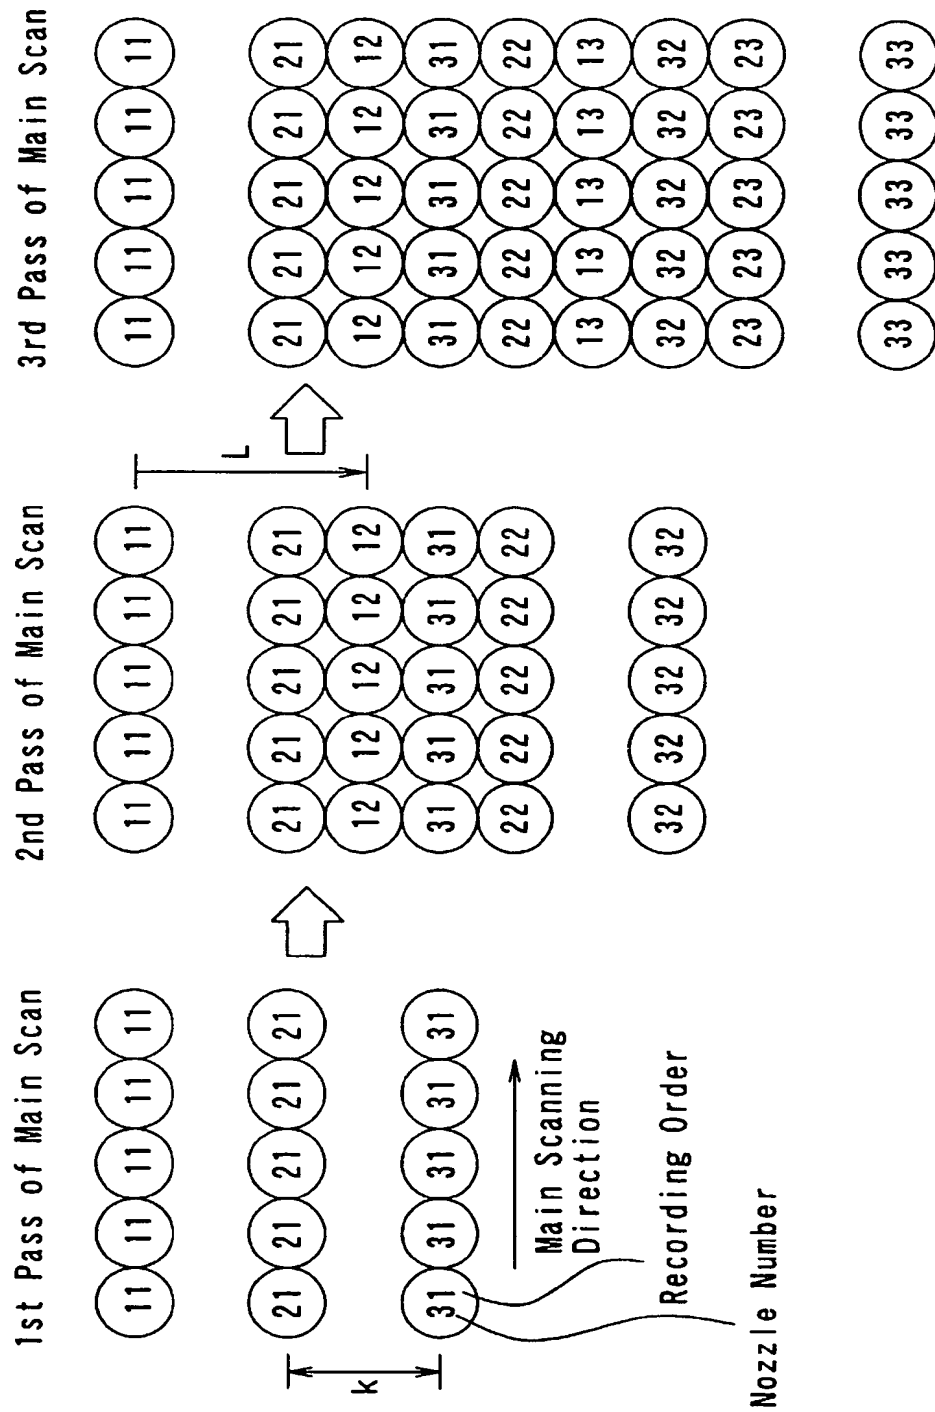 1st Pass of Main Scan
11 11 11 11 11
21 21 21 21 21
31 31 31 31 31
k
Main Scanning
Direction
Recording Order
Nozzle Number
2nd Pass of Main Scan
11 11 11 11 11
21 21 21 21 21
12 12 12 12 12
31 31 31 31 31
22 22 22 22 22
32 32 32 32 32
L
3rd Pass of Main Scan
11 11 11 11 11
21 21 21 21 21
12 12 12 12 12
31 31 31 31 31
22 22 22 22 22
13 13 13 13 13
32 32 32 32 32
23 23 23 23 23
33 33 33 33 33